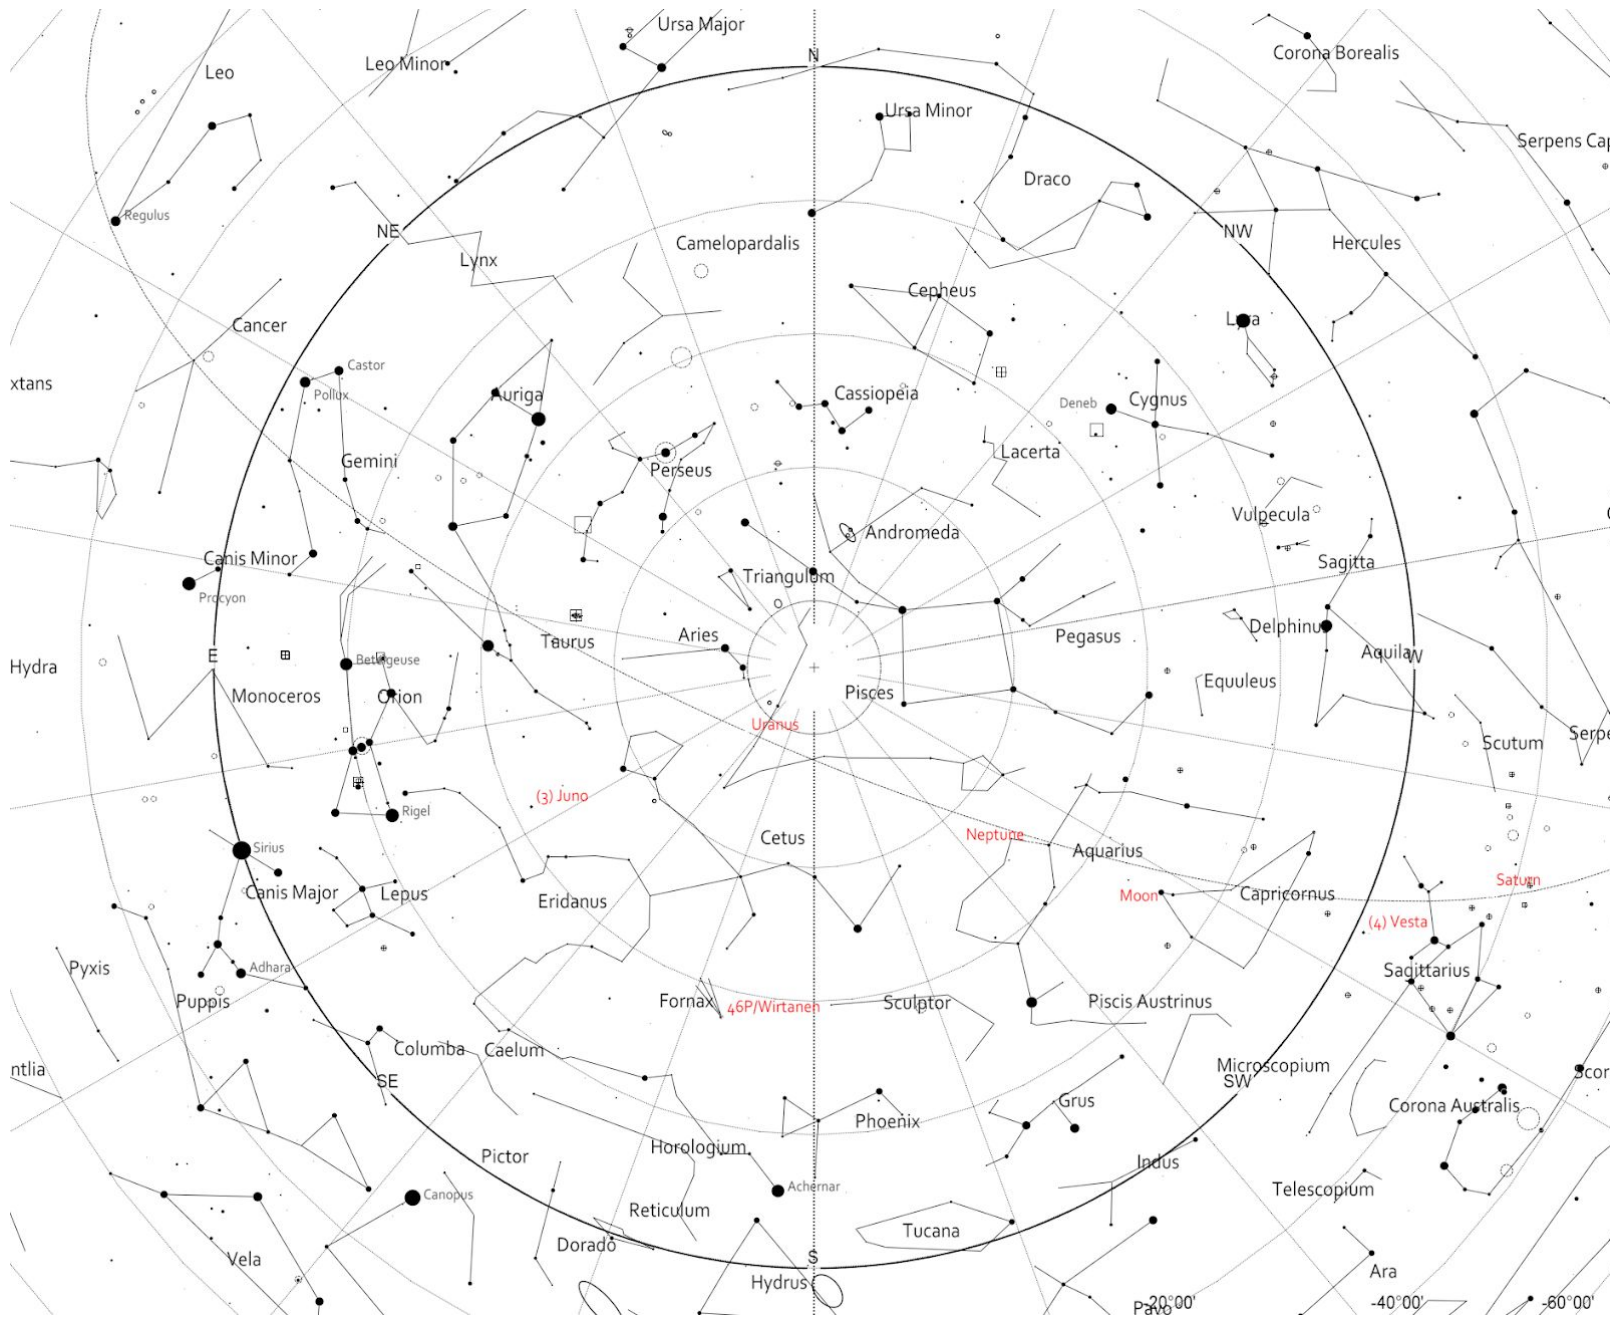 Ursa Major
Corona Borealis
Leo
Leo Minor
N
Ursa Minor
Serpens Cap
Draco
Regulus
NE
NW
Camelopardalis
Hercules
Lynx
Cepheus
Cancer
Lyra
Castor
xtans
Pollux
Auriga
Cassiopeia
Deneb
Cygnus
Gemini
Perseus
Lacerta
Vulpecula
Andromeda
Canis Minor
Sagitta
Triangulum
Procyon
Taurus
Aries
Pegasus
Delphinus
E
Betelgeuse
Aquila
W
Hydra
Monoceros
Orion
Pisces
Equuleus
Uranus
Scutum
Serpe
(3) Juno
Rigel
Cetus
Neptune
Sirius
Aquarius
Canis Major
Lepus
Eridanus
Moon
Capricornus
Saturn
(4) Vesta
Pyxis
Adhara
Sagittarius
Puppis
Fornax
46P/Wirtanen
Sculptor
Piscis Austrinus
Columba
Caelum
ntlia
SE
Microscopium
SW
Scor
Grus
Corona Australis
Phoenix
Pictor
Horologium
Indus
Canopus
Achernar
Telescopium
Reticulum
Vela
Dorado
Tucana
S
Hydrus
Ara
Pavo
-20°00'
-40°00'
-60°00'